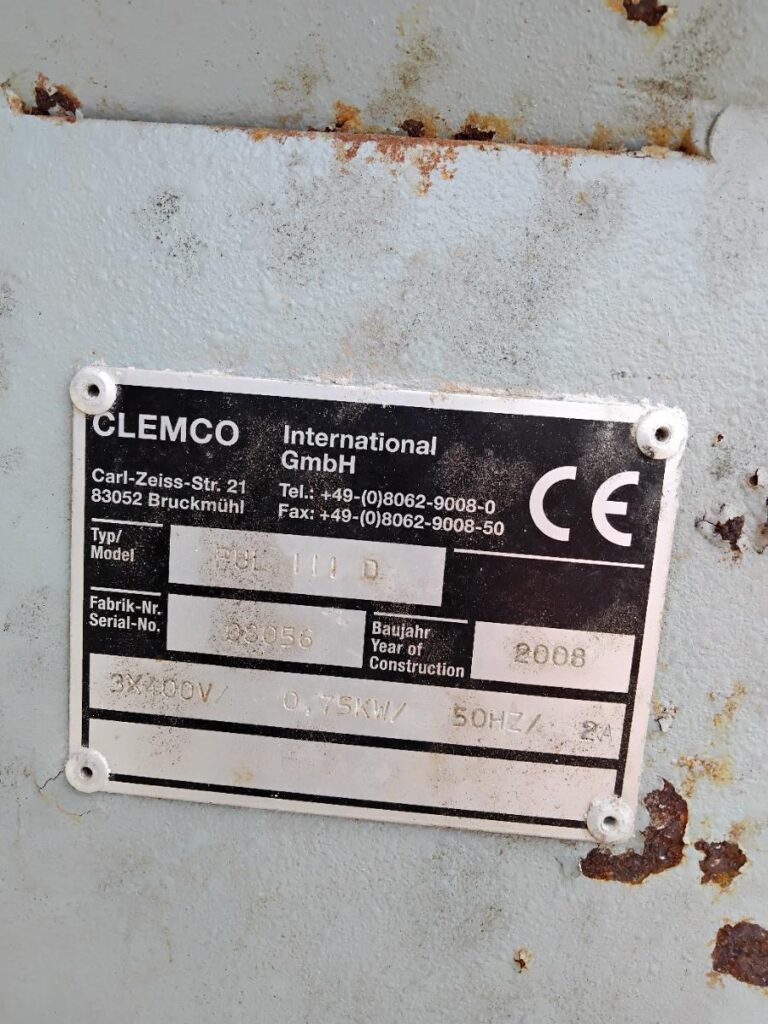 CLEMCO International
GmbH
Carl-Zeiss-Str. 21
83052 Bruckmühl
Tel.: +49-(0)8062-9008-0
Fax: +49-(0)8062-9008-50
CE
Typ/
Model
III D
Fabrik-Nr.
Serial-No.
Baujahr
Year of
Construction
2008
3X400V/ 0,75KW/ 50HZ/ 2A